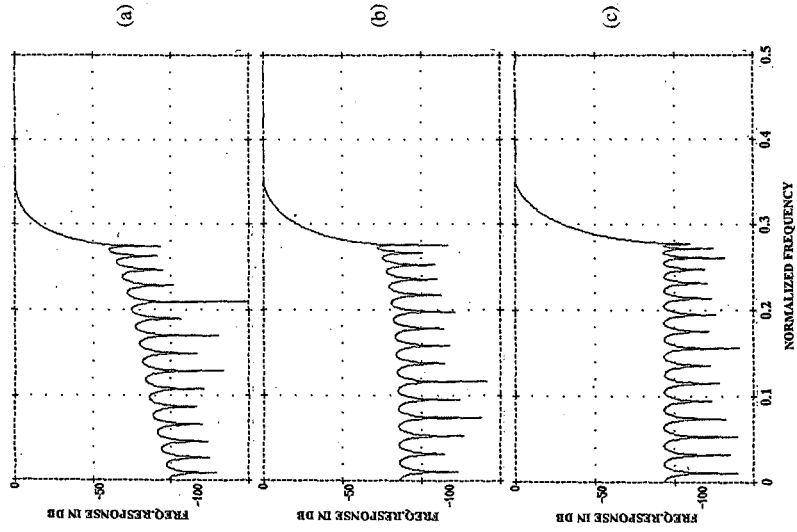 (a)
0
-50
-100
FREQ.RESPONSE IN DB
(b)
0
-50
-100
FREQ.RESPONSE IN DB
(c)
0
-50
-100
FREQ.RESPONSE IN DB
0
0.1
0.2
0.3
0.4
0.5
NORMALIZED FREQUENCY